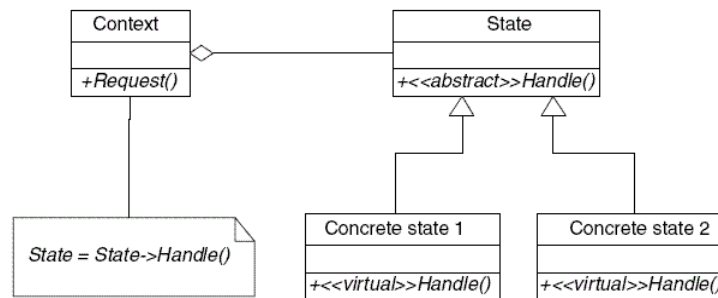 Context
State
+Request()
+<<abstract>>Handle()
State = State->Handle()
Concrete state 1
Concrete state 2
+<<virtual>>Handle()
+<<virtual>>Handle()